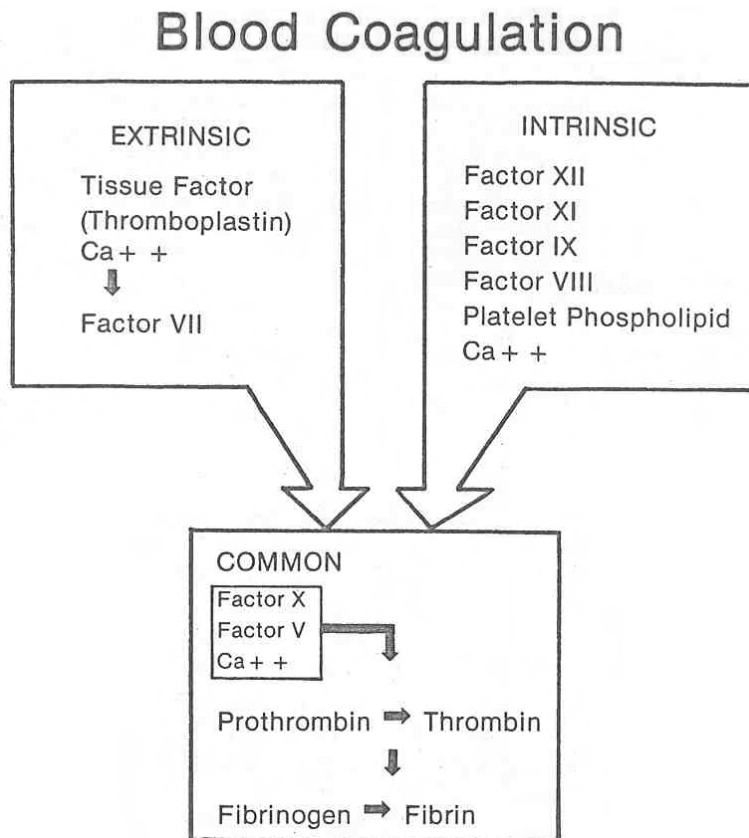 Blood Coagulation
EXTRINSIC
Tissue Factor
(Thromboplastin)
Ca + +
Factor VII
INTRINSIC
Factor XII
Factor XI
Factor IX
Factor VIII
Platelet Phospholipid
Ca + +
COMMON
Factor X
Factor V
Ca + +
Prothrombin ➡ Thrombin
Fibrinogen ➡ Fibrin